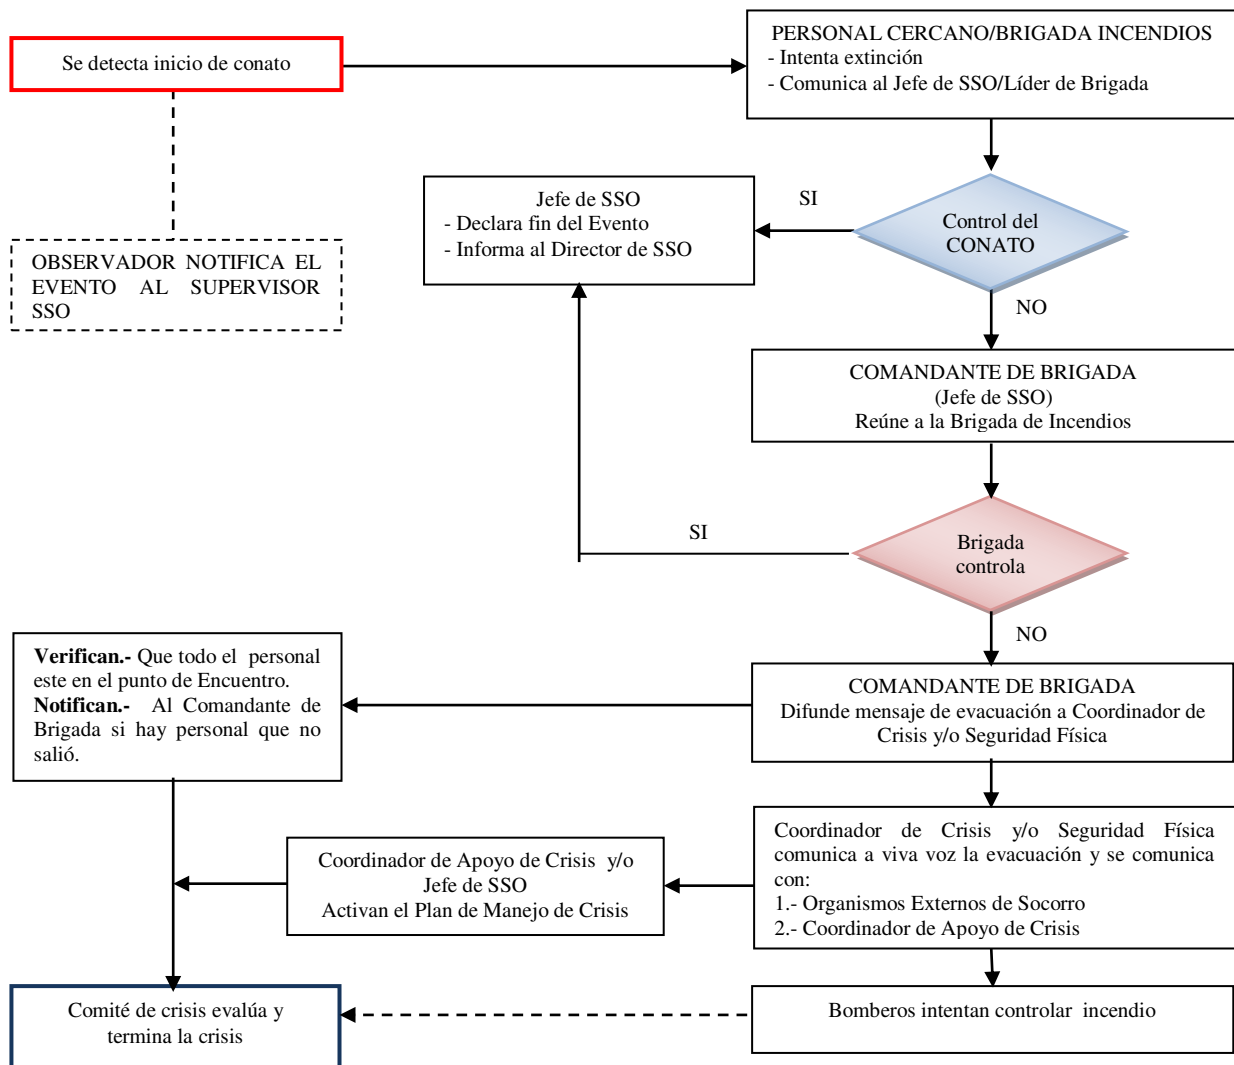 Se detecta inicio de conato
PERSONAL CERCANO/BRIGADA INCENDIOS
- Intenta extinción
- Comunica al Jefe de SSO/Líder de Brigada
OBSERVADOR NOTIFICA EL
EVENTO AL SUPERVISOR
SSO
Jefe de SSO
- Declara fin del Evento
- Informa al Director de SSO
SI
Control del
CONATO
NO
COMANDANTE DE BRIGADA
(Jefe de SSO)
Reúne a la Brigada de Incendios
SI
Brigada
controla
NO
Verifican.- Que todo el personal
este en el punto de Encuentro.
Notifican.- Al Comandante de
Brigada si hay personal que no
salió.
COMANDANTE DE BRIGADA
Difunde mensaje de evacuación a Coordinador de
Crisis y/o Seguridad Física
Coordinador de Apoyo de Crisis y/o
Jefe de SSO
Activan el Plan de Manejo de Crisis
Coordinador de Crisis y/o Seguridad Física
comunica a viva voz la evacuación y se comunica
con:
1.- Organismos Externos de Socorro
2.- Coordinador de Apoyo de Crisis
Comité de crisis evalúa y
termina la crisis
Bomberos intentan controlar incendio